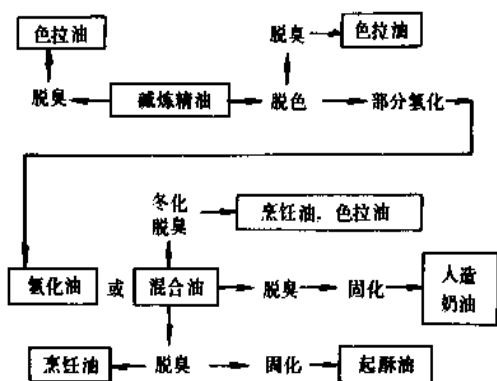 色拉油
脱臭
色拉油
脱臭
碱炼精油
脱色
部分氢化
冬化
脱臭
烹饪油，色拉油
氢化油
或
混合油
脱臭
固化
人造
奶油
烹饪油
脱臭
固化
起酥油